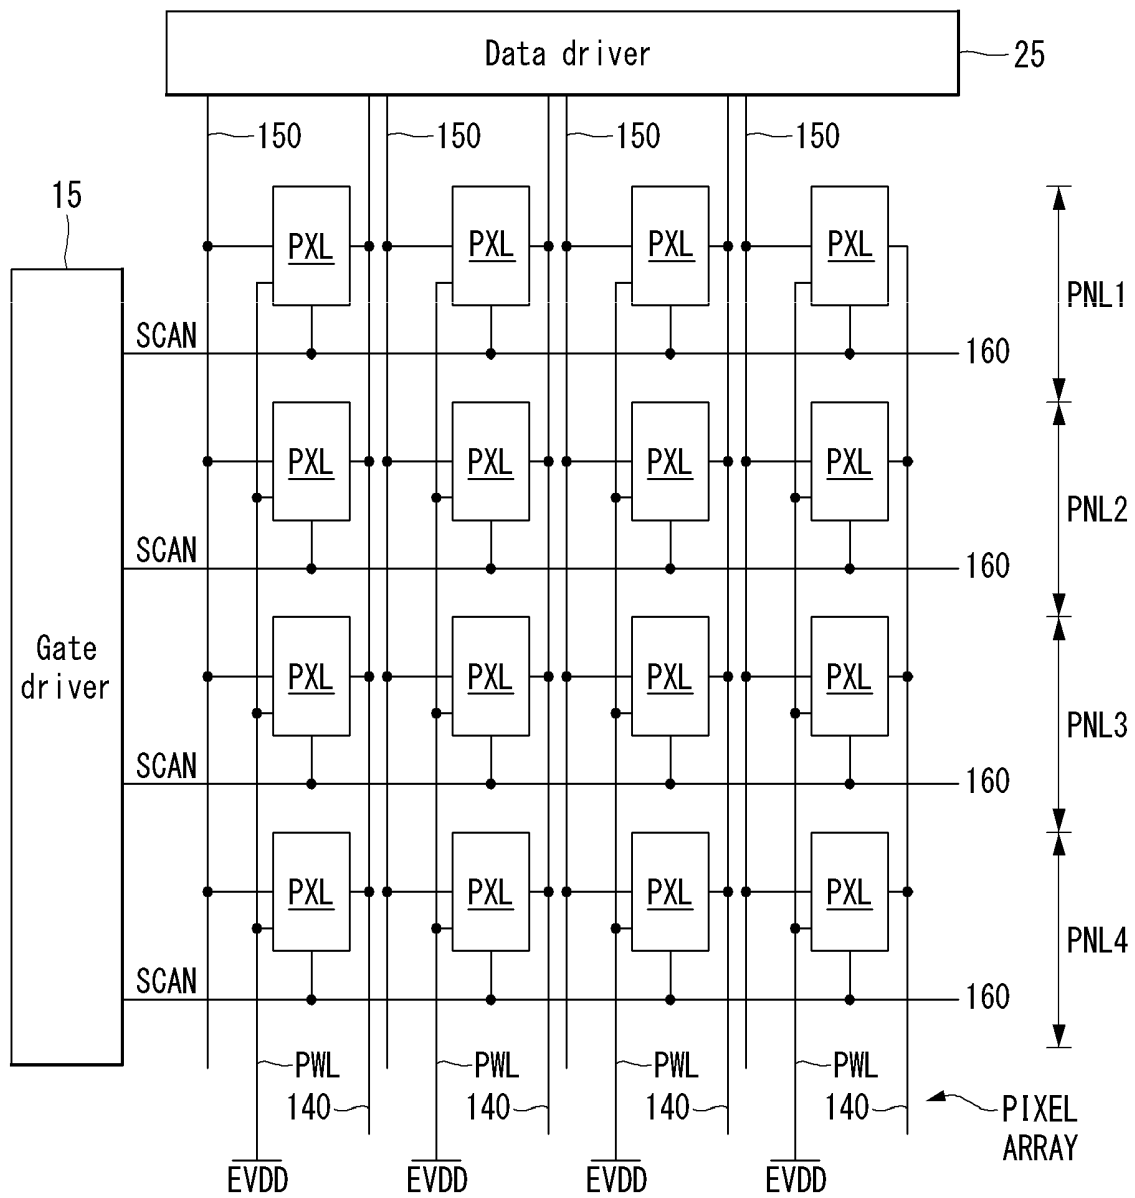 Data driver
25
150 150 150 150
15
PXL PXL PXL PXL
PNL1
SCAN
160
PXL PXL PXL PXL
PNL2
SCAN
160
Gate
driver
PXL PXL PXL PXL
PNL3
SCAN
160
PXL PXL PXL PXL
PNL4
SCAN
160
PWL PWL PWL PWL
140 140 140 140
PIXEL
ARRAY
EVDD EVDD EVDD EVDD